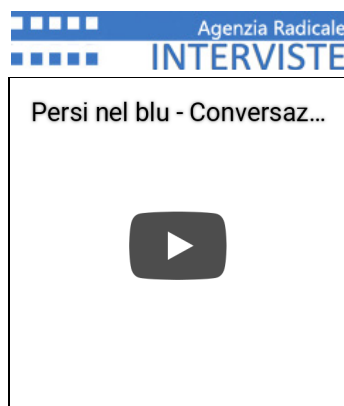 Agenzia Radicale
INTERVISTE
Persi nel blu - Conversaz...